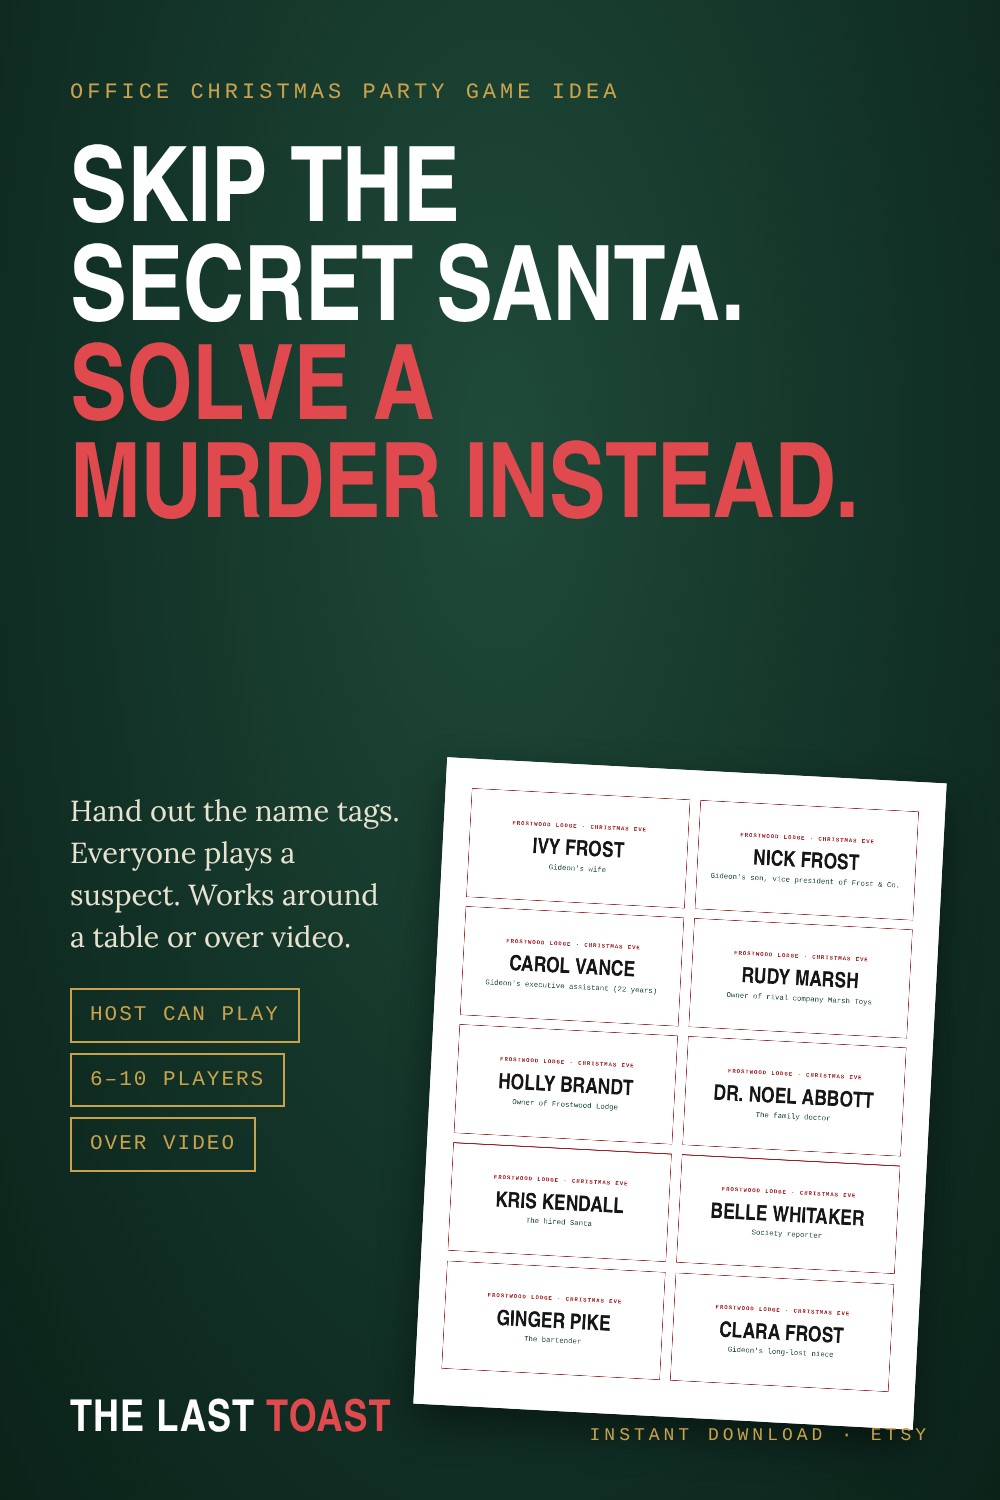 OFFICE CHRISTMAS PARTY GAME IDEA
SKIP THE
SECRET SANTA.
SOLVE A
MURDER INSTEAD.
Hand out the name tags.
Everyone plays a
suspect. Works around
a table or over video.
HOST CAN PLAY
6–10 PLAYERS
OVER VIDEO
FROSTWOOD LODGE · CHRISTMAS EVE
IVY FROST
Gideon's wife
FROSTWOOD LODGE · CHRISTMAS EVE
NICK FROST
Gideon's son, vice president of Frost & Co.
FROSTWOOD LODGE · CHRISTMAS EVE
CAROL VANCE
Gideon's executive assistant (22 years)
FROSTWOOD LODGE · CHRISTMAS EVE
RUDY MARSH
Owner of rival company Marsh Toys
FROSTWOOD LODGE · CHRISTMAS EVE
HOLLY BRANDT
Owner of Frostwood Lodge
FROSTWOOD LODGE · CHRISTMAS EVE
DR. NOEL ABBOTT
The family doctor
FROSTWOOD LODGE · CHRISTMAS EVE
KRIS KENDALL
The hired Santa
FROSTWOOD LODGE · CHRISTMAS EVE
BELLE WHITAKER
Society reporter
FROSTWOOD LODGE · CHRISTMAS EVE
GINGER PIKE
The bartender
FROSTWOOD LODGE · CHRISTMAS EVE
CLARA FROST
Gideon's long-lost niece
THE LAST TOAST
INSTANT DOWNLOAD · ETSY